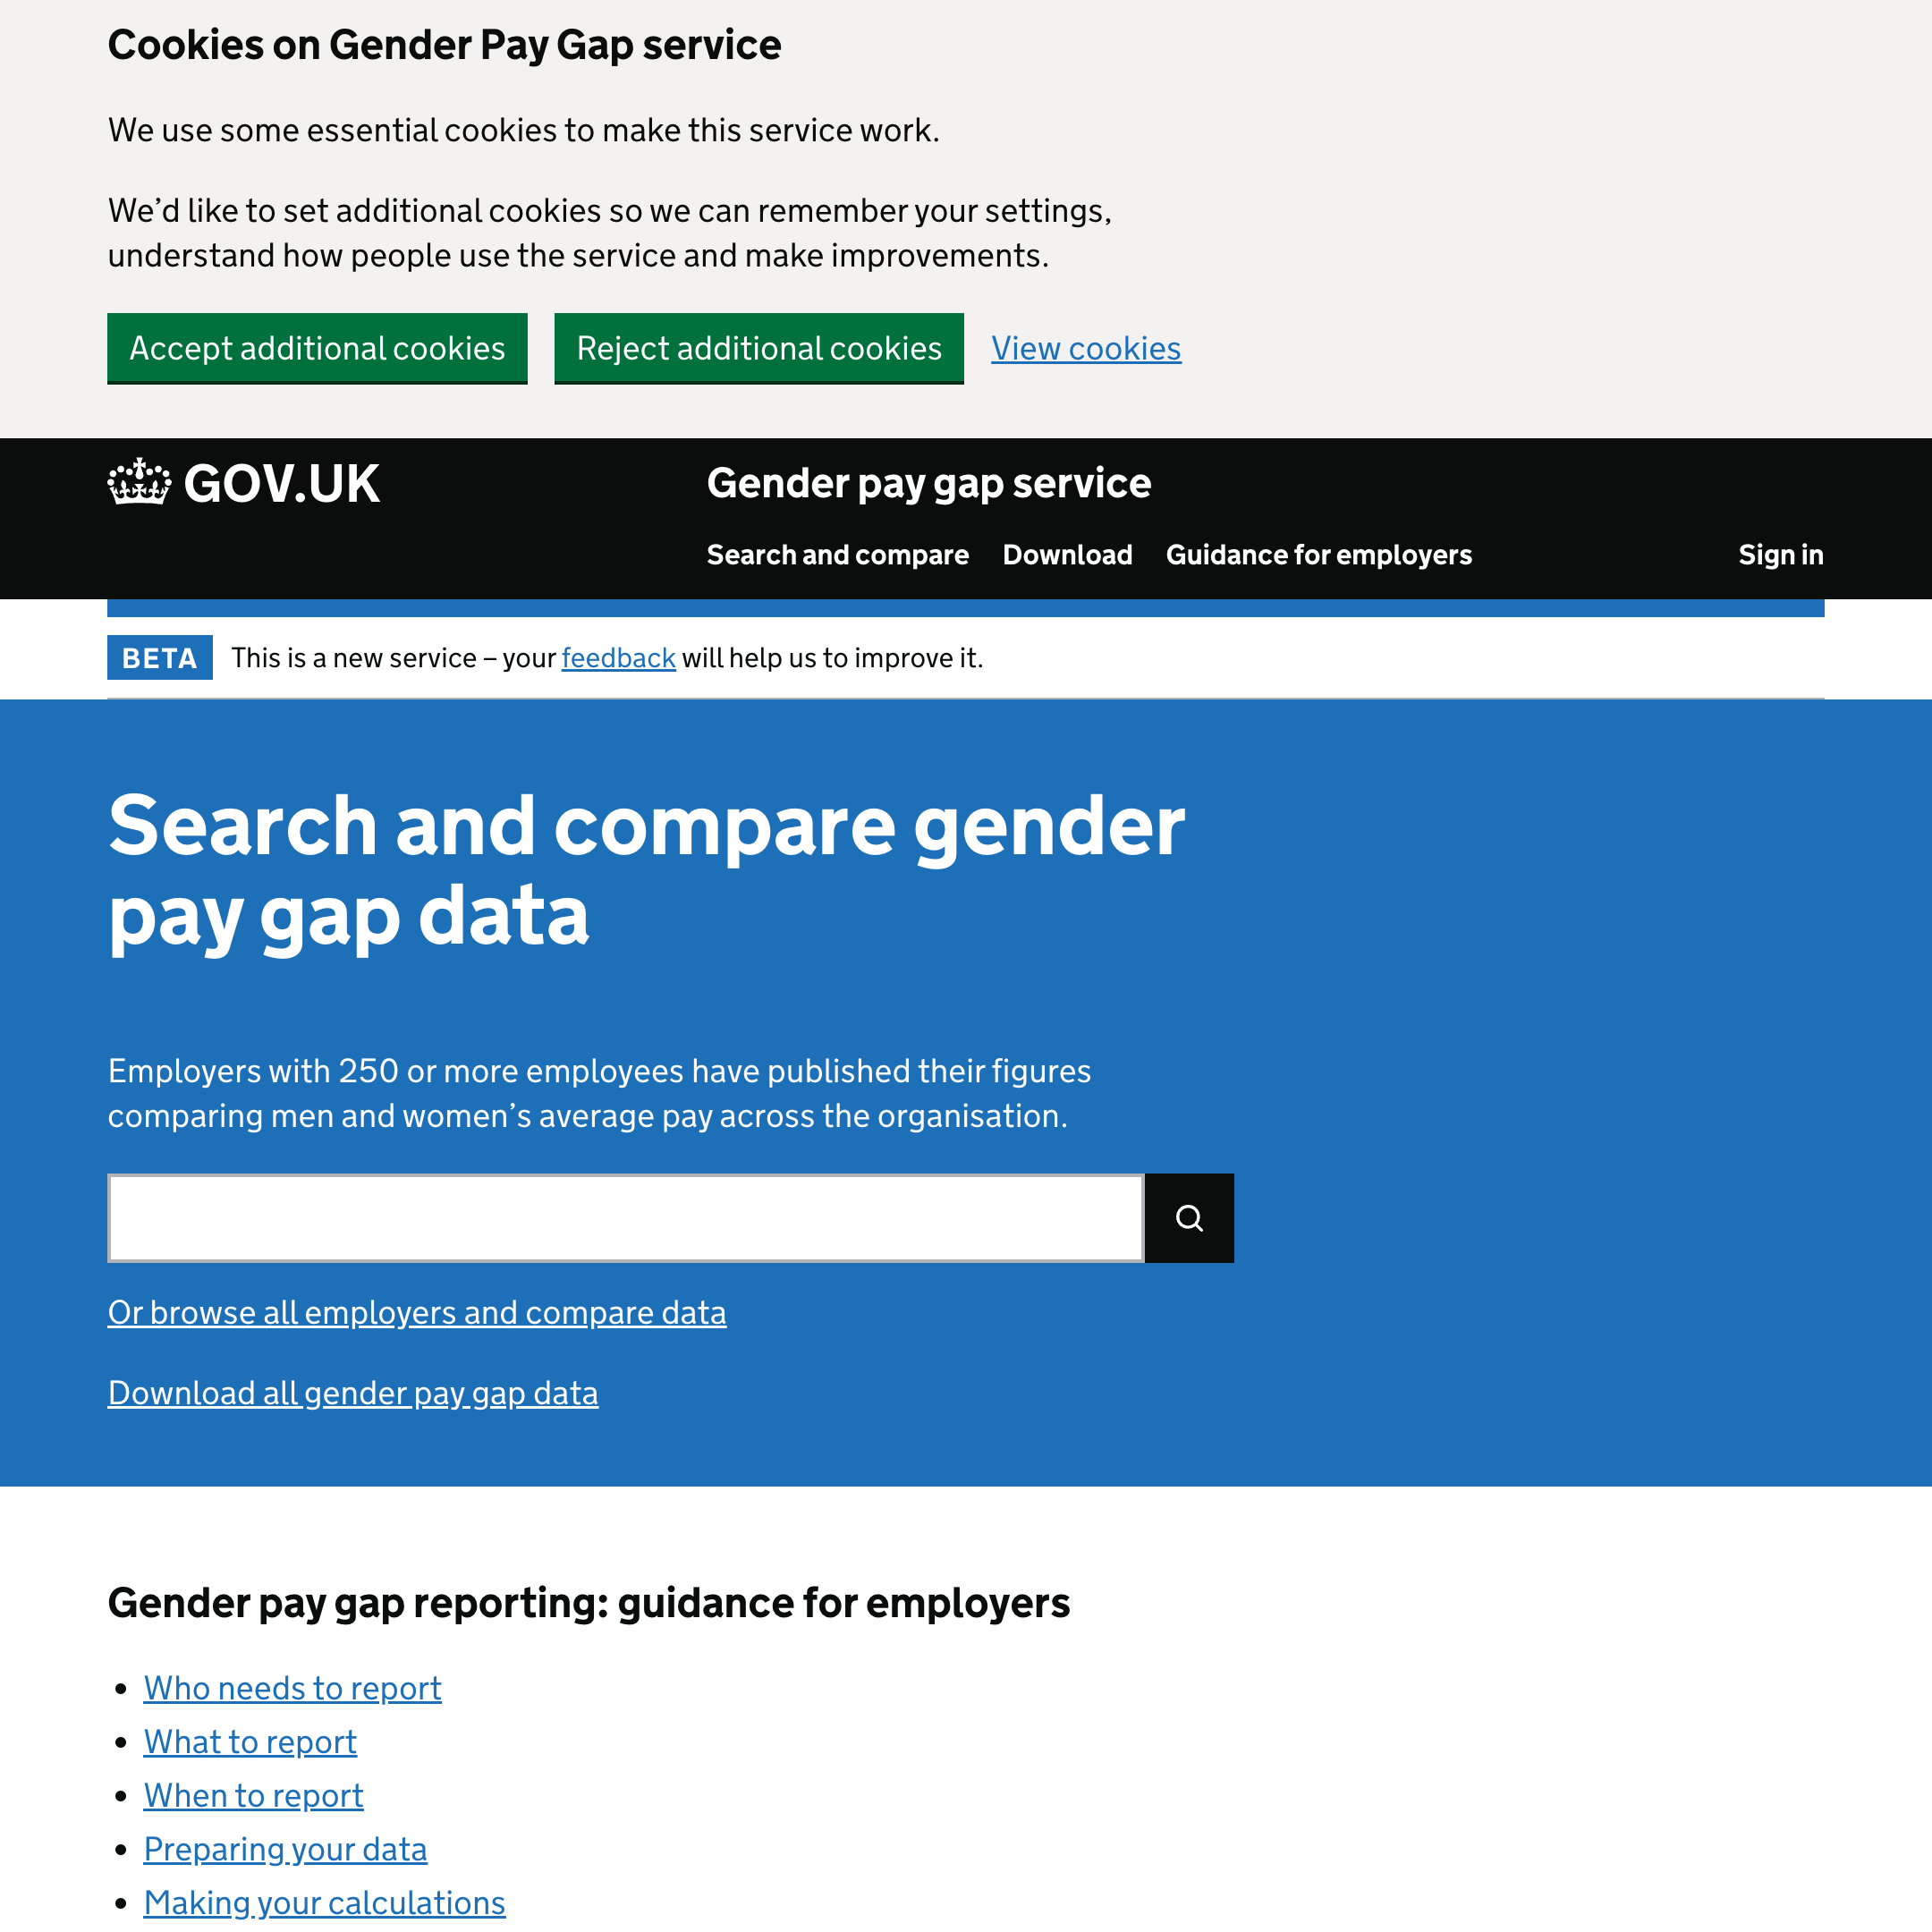 Cookies on Gender Pay Gap service
We use some essential cookies to make this service work.
We’d like to set additional cookies so we can remember your settings,
understand how people use the service and make improvements.
Accept additional cookies
Reject additional cookies
View cookies
GOV.UK
Gender pay gap service
Search and compare
Download
Guidance for employers
Sign in
BETA
This is a new service – your feedback will help us to improve it.
Search and compare gender
pay gap data
Employers with 250 or more employees have published their figures
comparing men and women’s average pay across the organisation.
Or browse all employers and compare data
Download all gender pay gap data
Gender pay gap reporting: guidance for employers
Who needs to report
What to report
When to report
Preparing your data
Making your calculations